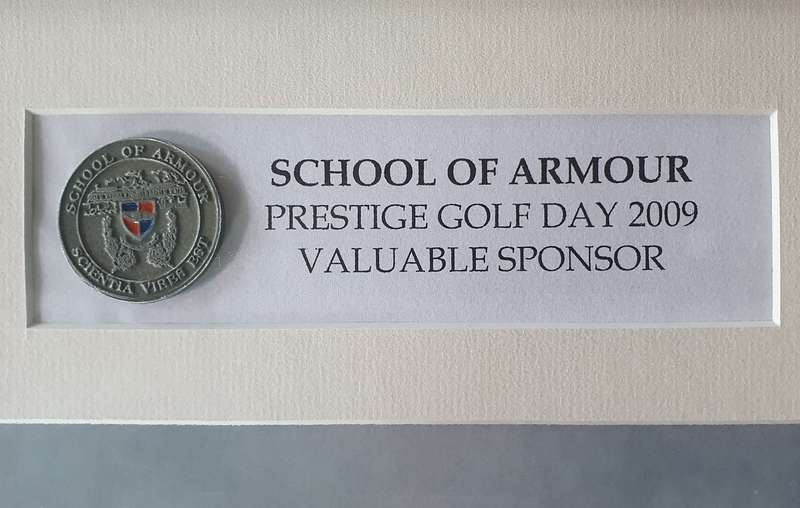 SCHOOL OF ARMOUR
SCIENTIA VIRES EST
SCHOOL OF ARMOUR
PRESTIGE GOLF DAY 2009
VALUABLE SPONSOR